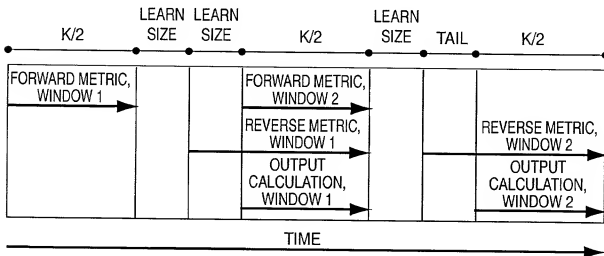 LEARN LEARN LEARN
K/2 SIZE SIZE K/2 SIZE TAIL K/2
FORWARD METRIC,
WINDOW 1
FORWARD METRIC,
WINDOW 2
REVERSE METRIC,
WINDOW 1
OUTPUT
CALCULATION,
WINDOW 1
REVERSE METRIC,
WINDOW 2
OUTPUT
CALCULATION,
WINDOW 2
TIME